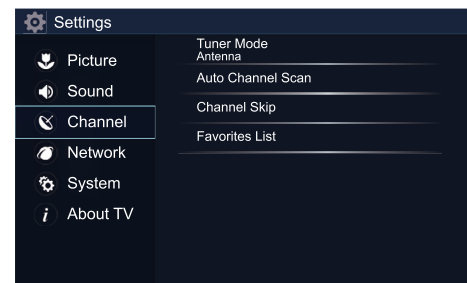 Settings
Picture
Sound
Channel
Network
System
About TV
Tuner Mode
Antenna
Auto Channel Scan
Channel Skip
Favorites List